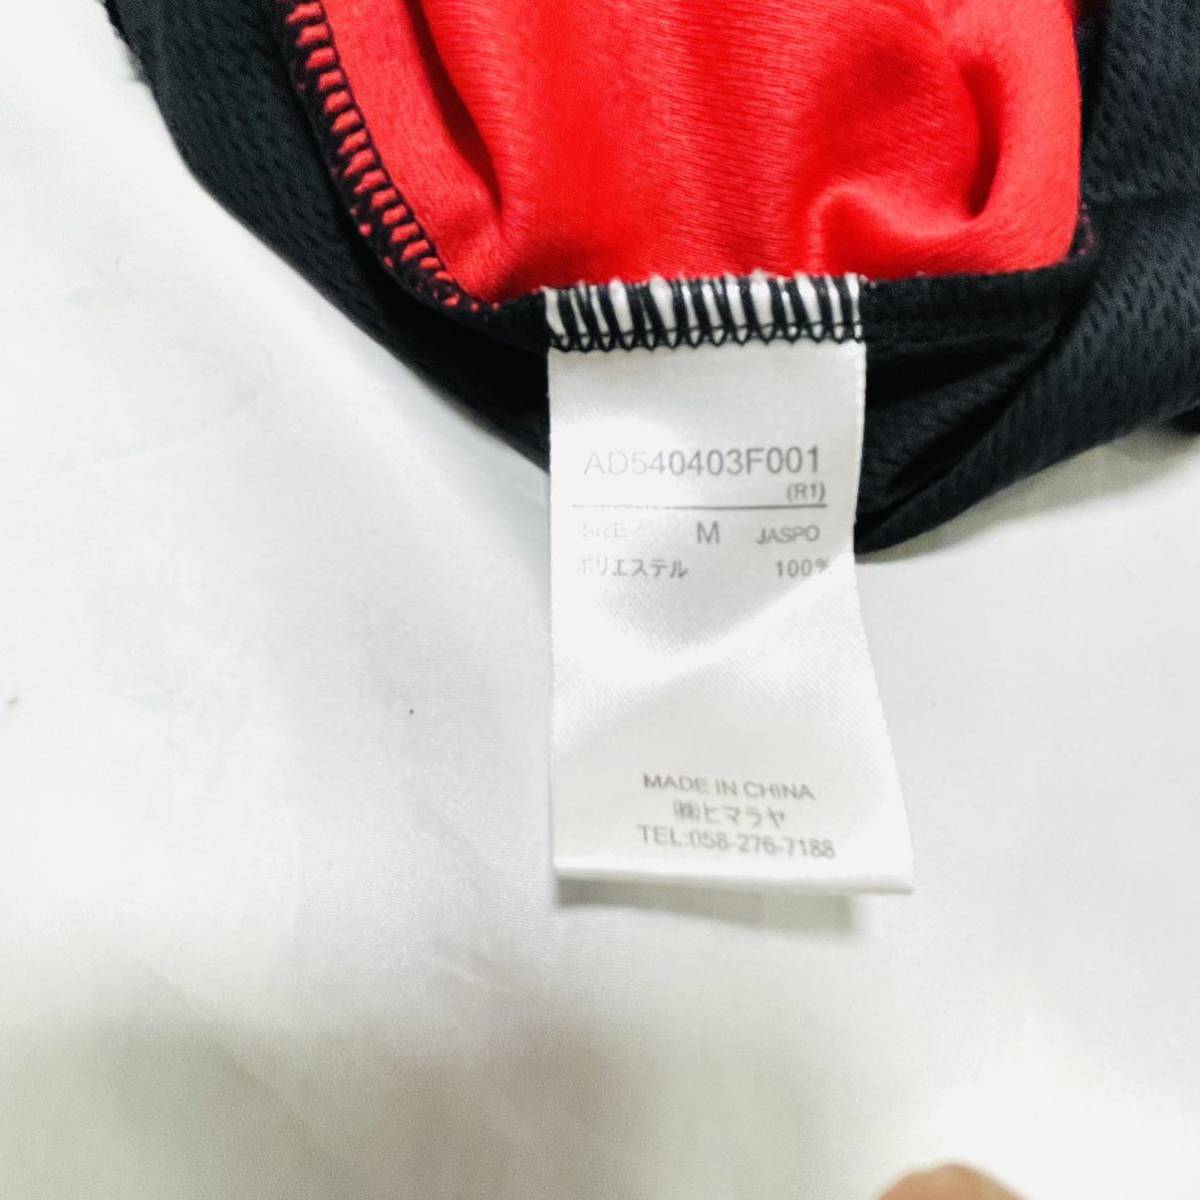 AD540403F001
(R1)
SIZE M JASPO
ポリエステル 100%
MADE IN CHINA
㈱ヒマラヤ
TEL:058-276-7188